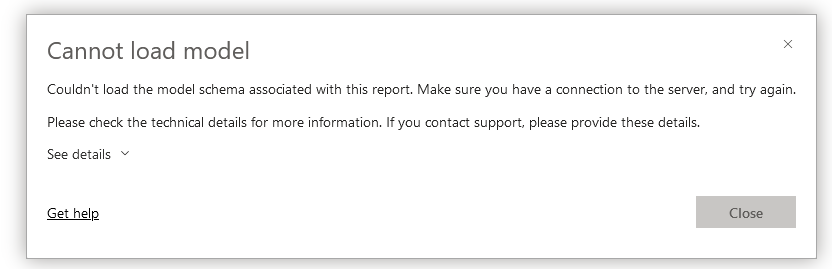 Cannot load model
Couldn't load the model schema associated with this report. Make sure you have a connection to the server, and try again.
Please check the technical details for more information. If you contact support, please provide these details.
See details
Get help
Close